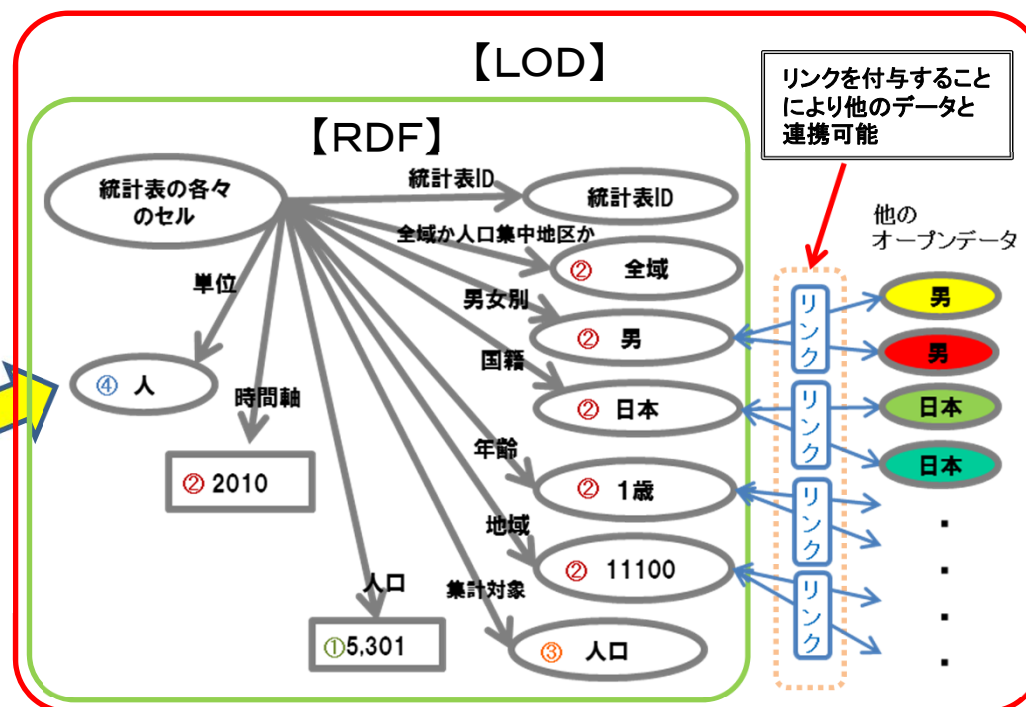 【LOD】
リンクを付与すること
により他のデータと
連携可能
【RDF】
統計表の各々
のセル
統計表ID
統計表ID
全域か人口集中地区か
② 全域
単位
男女別
② 男
国籍
② 日本
④ 人
時間軸
② 2010
年齢
② 1歳
地域
② 11100
人口
①5,301
集計対象
③ 人口
リンク
リンク
リンク
リンク
他の
オープンデータ
男
男
日本
日本